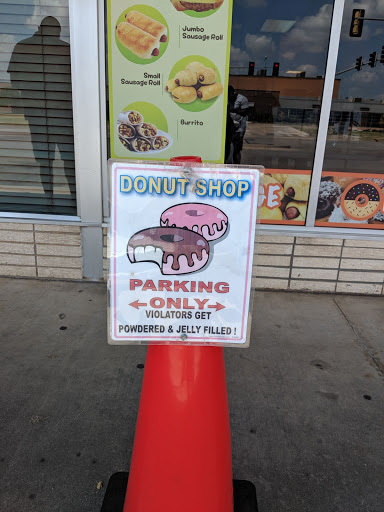 Jumbo
Sausage Roll
Small
Sausage Roll
Burrito
DONUT SHOP
PARKING
ONLY
VIOLATORS GET
POWDERED & JELLY FILLED !